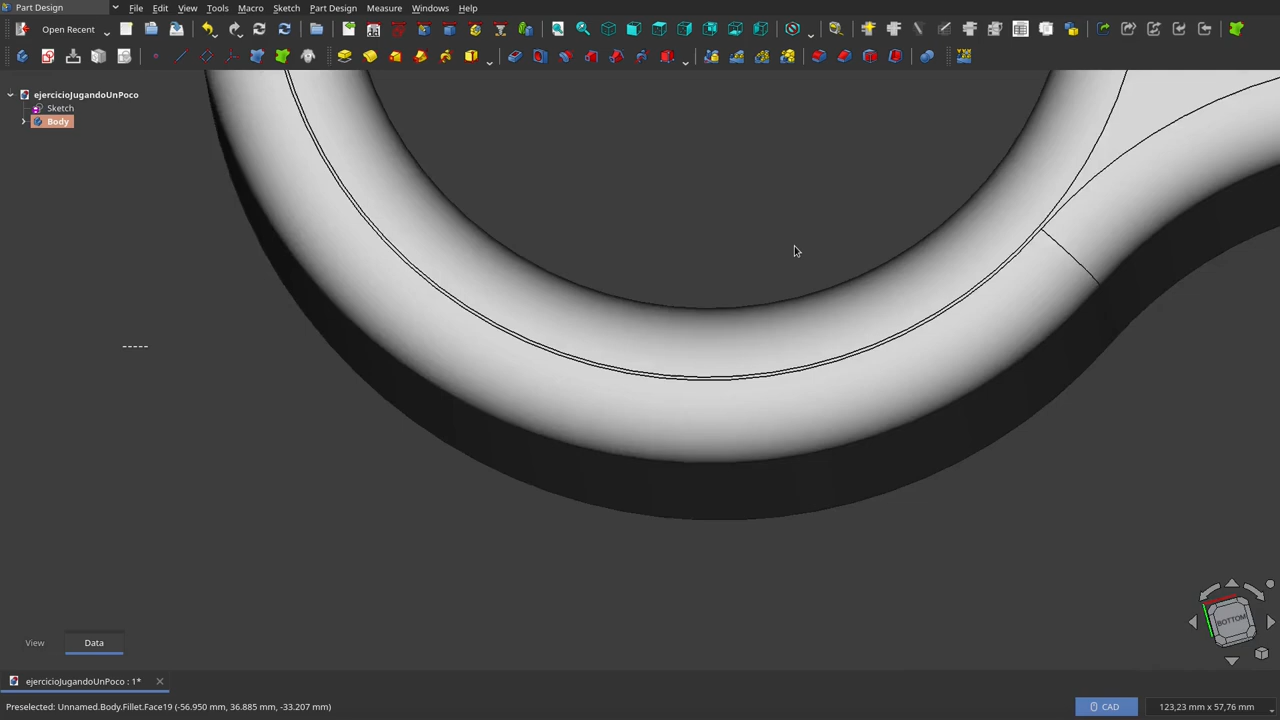 Part Design
File Edit View Tools Macro Sketch Part Design Measure Windows Help
Open Recent
ejercicioJugandoUnPoco
Sketch
Body
-----
View Data
BOTTOM
ejercicioJugandoUnPoco : 1*
Preselected: Unnamed.Body.Fillet.Face19 (-56.950 mm, 36.885 mm, -33.207 mm)
CAD
123,23 mm x 57,76 mm